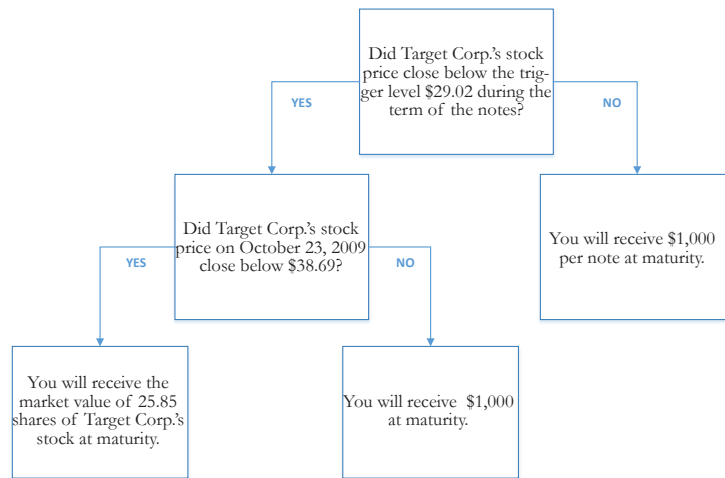 Did Target Corp.'s stock
price close below the trig-
ger level $29.02 during the
term of the notes?
YES
NO
Did Target Corp.'s stock
price on October 23, 2009
close below $38.69?
You will receive $1,000
per note at maturity.
YES
NO
You will receive the
market value of 25.85
shares of Target Corp.'s
stock at maturity.
You will receive $1,000
at maturity.